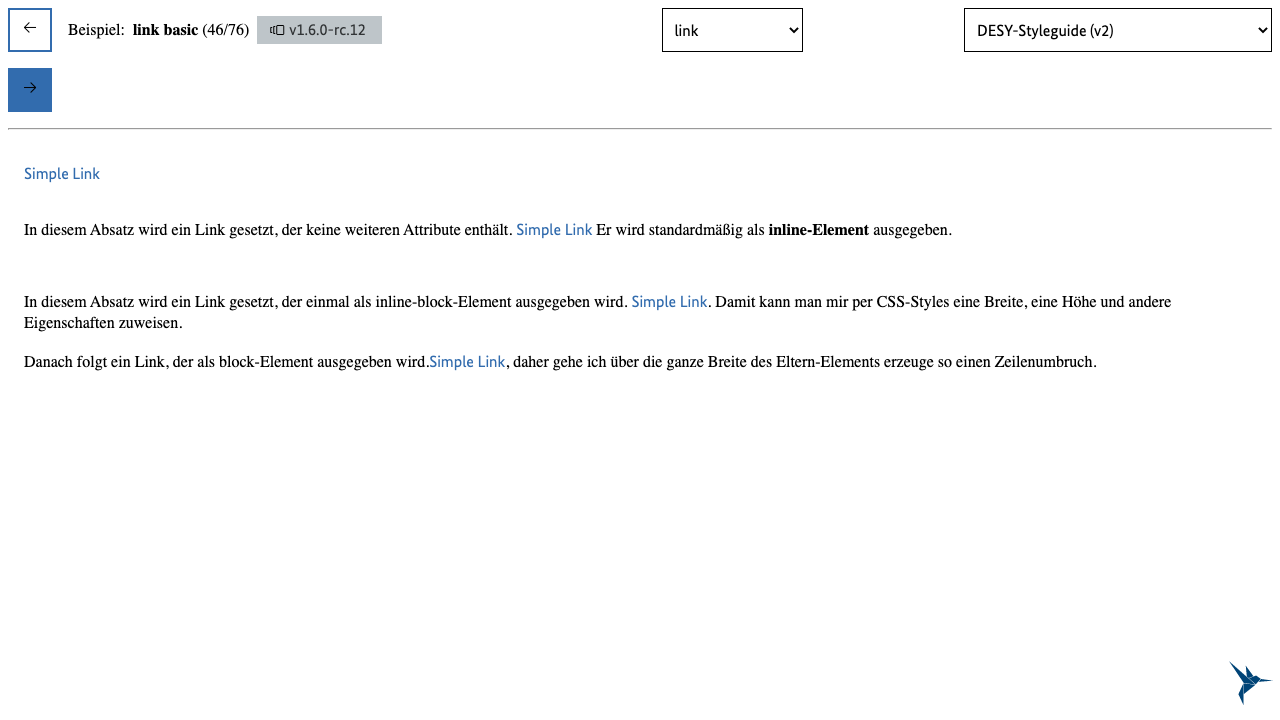 ← Beispiel: link basic (46/76) v1.6.0-rc.12 link DESY-Styleguide (v2)
→
Simple Link
In diesem Absatz wird ein Link gesetzt, der keine weiteren Attribute enthält. Simple Link Er wird standardmäßig als inline-Element ausgegeben.
In diesem Absatz wird ein Link gesetzt, der einmal als inline-block-Element ausgegeben wird. Simple Link. Damit kann man mir per CSS-Styles eine Breite, eine Höhe und andere
Eigenschaften zuweisen.
Danach folgt ein Link, der als block-Element ausgegeben wird.Simple Link, daher gehe ich über die ganze Breite des Eltern-Elements erzeuge so einen Zeilenumbruch.